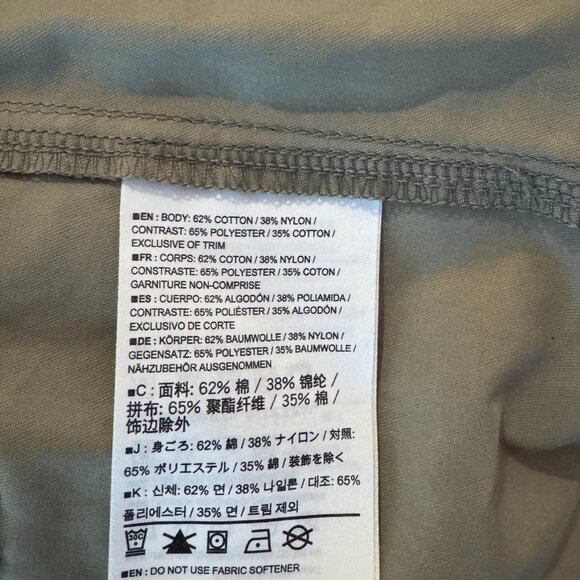 ■EN : BODY: 62% COTTON / 38% NYLON /
CONTRAST: 65% POLYESTER / 35% COTTON /
EXCLUSIVE OF TRIM
■FR : CORPS: 62% COTON / 38% NYLON /
CONSTRASTE: 65% POLYESTER / 35% COTON /
GARNITURE NON-COMPRISE
■ES : CUERPO: 62% ALGODÓN / 38% POLIAMIDA /
CONTRASTE: 65% POLIÉSTER / 35% ALGODÓN /
EXCLUSIVO DE CORTE
■DE : KÖRPER: 62% BAUMWOLLE / 38% NYLON /
GEGENSATZ: 65% POLYESTER / 35% BAUMWOLLE /
NÄHZUBEHÖR AUSGENOMMEN
■C : 面料: 62% 棉 / 38% 锦纶 /
拼布: 65% 聚酯纤维 / 35% 棉 /
饰边除外
■J : 身ごろ: 62% 綿 / 38% ナイロン / 対照:
65% ポリエステル / 35% 綿 / 装飾を除く
■K : 신체: 62% 면 / 38% 나일론 / 대조: 65%
폴리에스터 / 35% 면 / 트림 제외
30C
■EN : DO NOT USE FABRIC SOFTENER